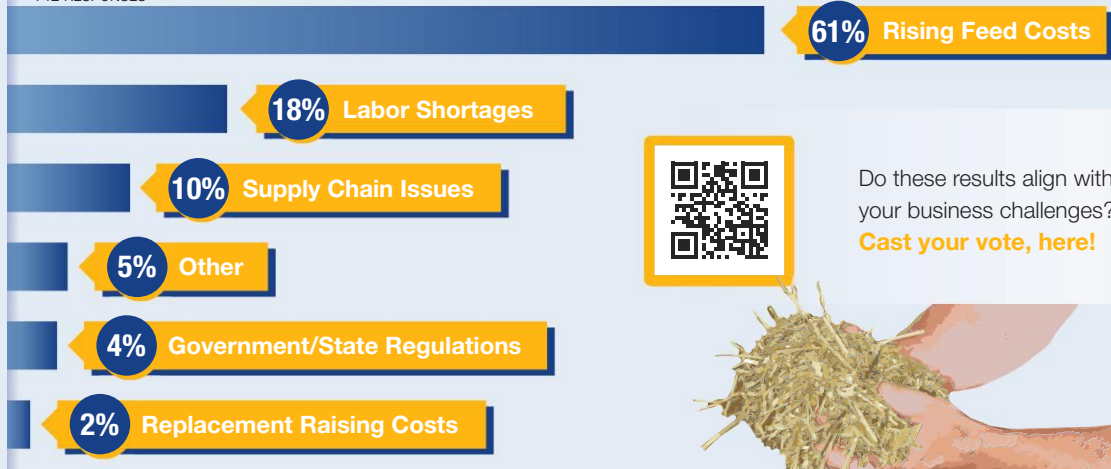 61% Rising Feed Costs
18% Labor Shortages
10% Supply Chain Issues
5% Other
4% Government/State Regulations
2% Replacement Raising Costs
Do these results align with
your business challenges?
Cast your vote, here!